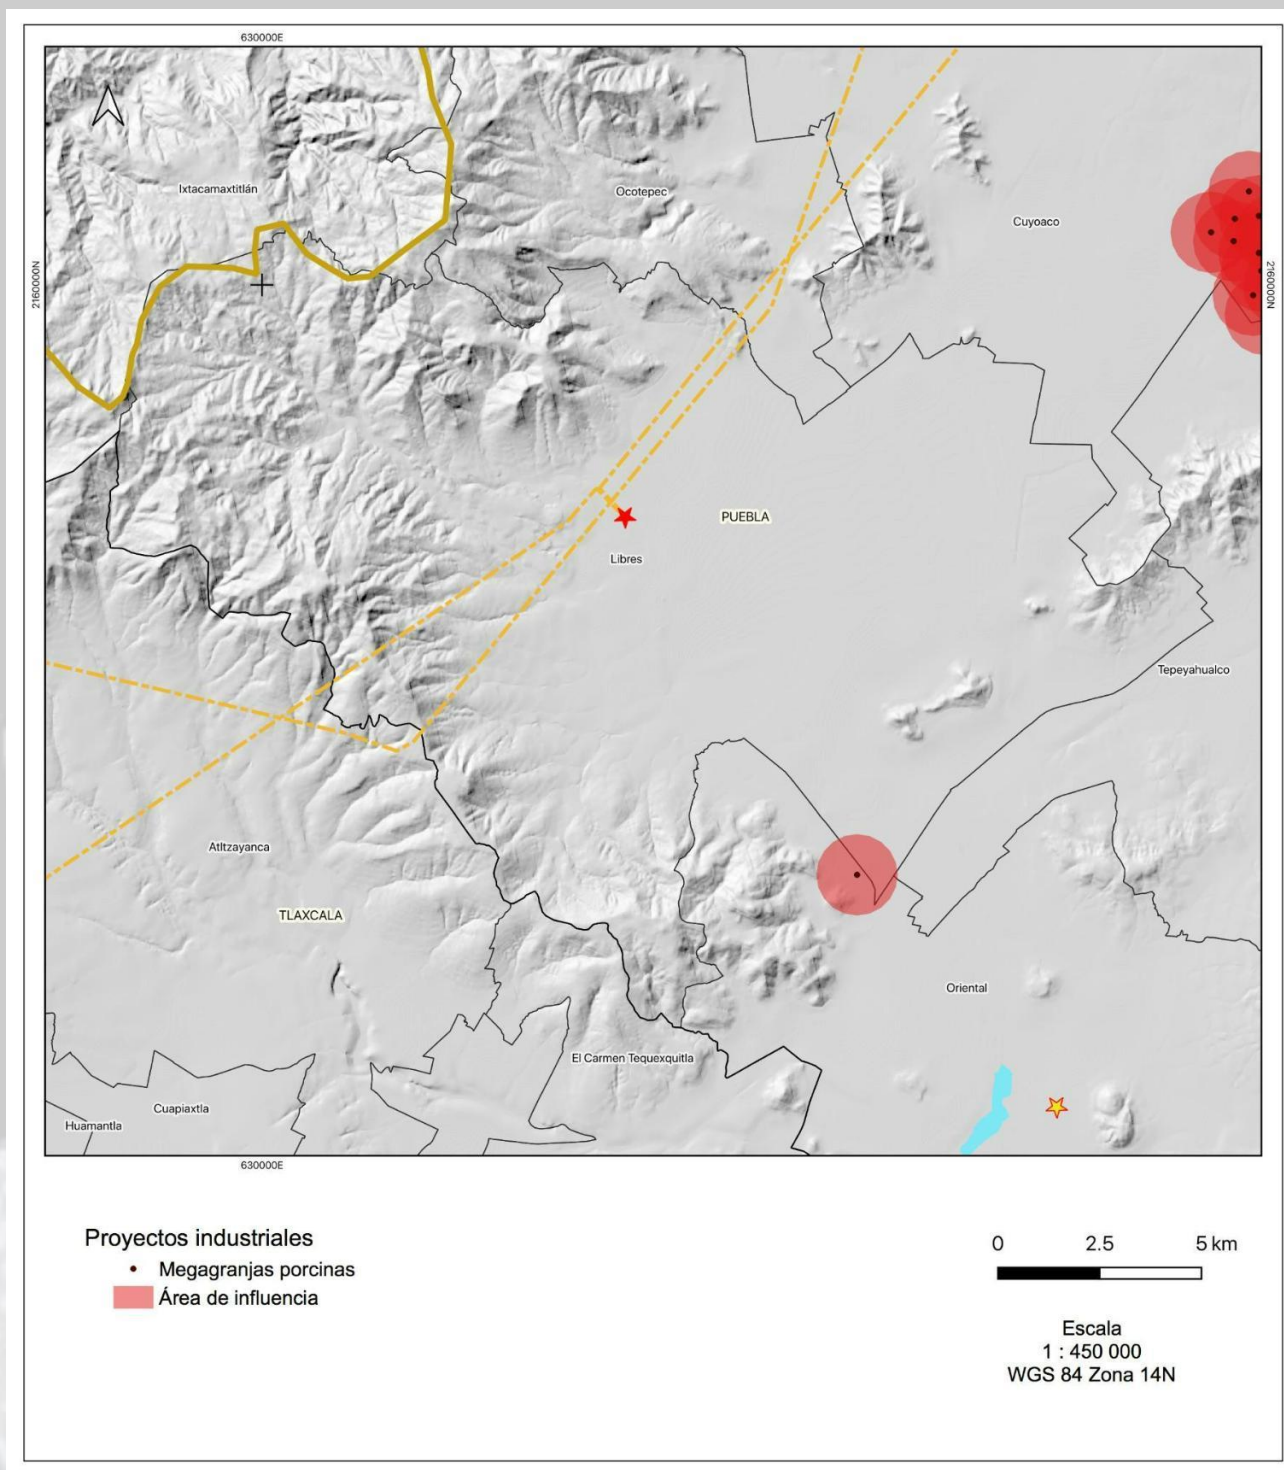 630000E
Ixtacamaxtitlán
Ocotepec
Cuyoaco
2160000N
2160000N
PUEBLA
Libres
Tepeyahualco
Atltzayanca
TLAXCALA
Oriental
El Carmen Tequexquitla
Cuapiaxtla
Huamantla
630000E
Proyectos industriales
Megagranjas porcinas
Área de influencia
0 2.5 5 km
Escala
1 : 450 000
WGS 84 Zona 14N